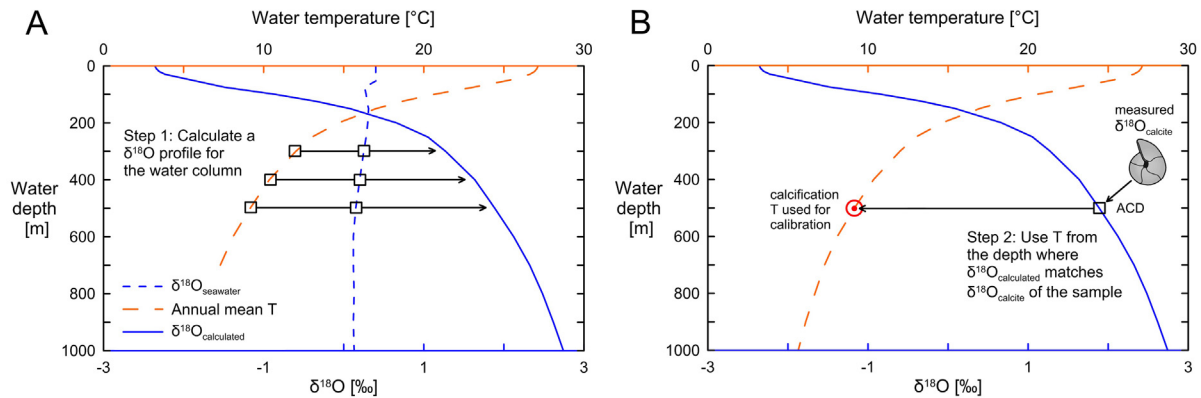 A
Water temperature [°C]
0
10
20
30
0
200
400
600
800
1000
Water
depth
[m]
Step 1: Calculate a
δ¹⁸O profile for
the water column
δ¹⁸Oseawater
Annual mean T
δ¹⁸Ocalculated
-3
-1
1
3
δ¹⁸O [‰]
B
Water temperature [°C]
0
10
20
30
0
200
400
600
800
1000
Water
depth
[m]
measured
δ¹⁸Ocalcite
ACD
calcification
T used for
calibration
Step 2: Use T from
the depth where
δ¹⁸Ocalculated matches
δ¹⁸Ocalcite of the sample
-3
-1
1
3
δ¹⁸O [‰]